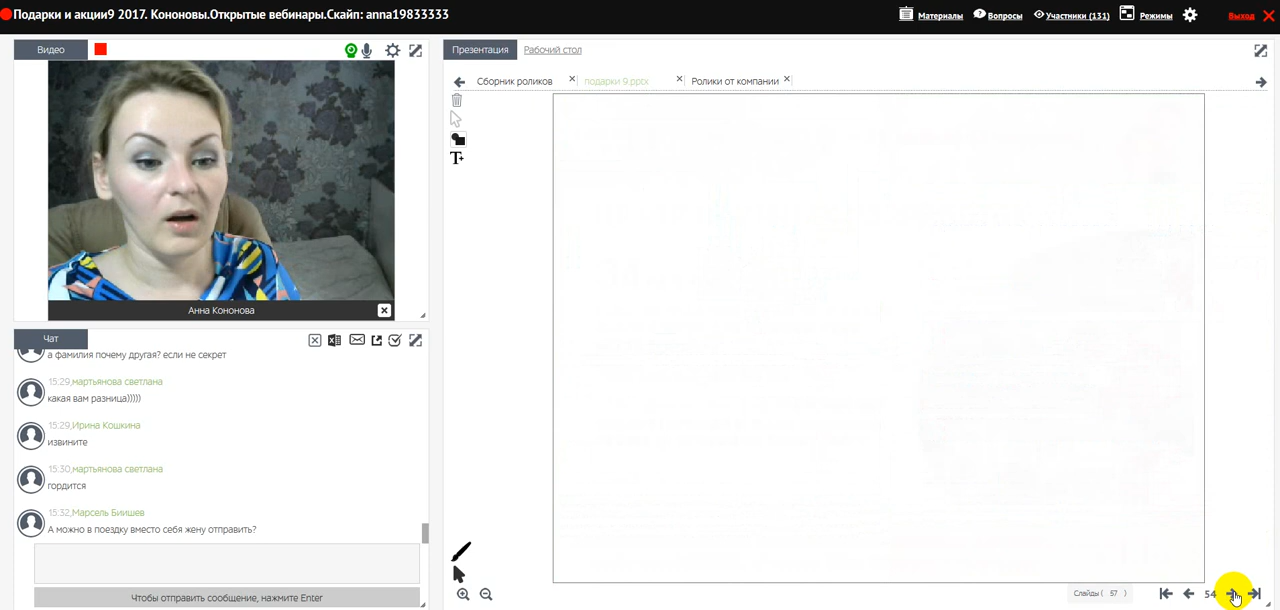 Подарки и акции9 2017. Кононовы.Открытые вебинары.Скайп: anna19833333
Материалы Вопросы Участники (131) Режимы Выход
Видео
Анна Кононова
Чат
а фамилия почему другая? если не секрет
15:29,мартьянова светлана
какая вам разница)))))
15:29,Ирина Кошкина
извините
15:30,мартьянова светлана
гордится
15:32,Марсель Биишев
А можно в поездку вместо себя жену отправить?
Чтобы отправить сообщение, нажмите Enter
Презентация Рабочий стол
Сборник роликов подарки 9.pptx Ролики от компании
T+
Слайды ( 57 ) 54